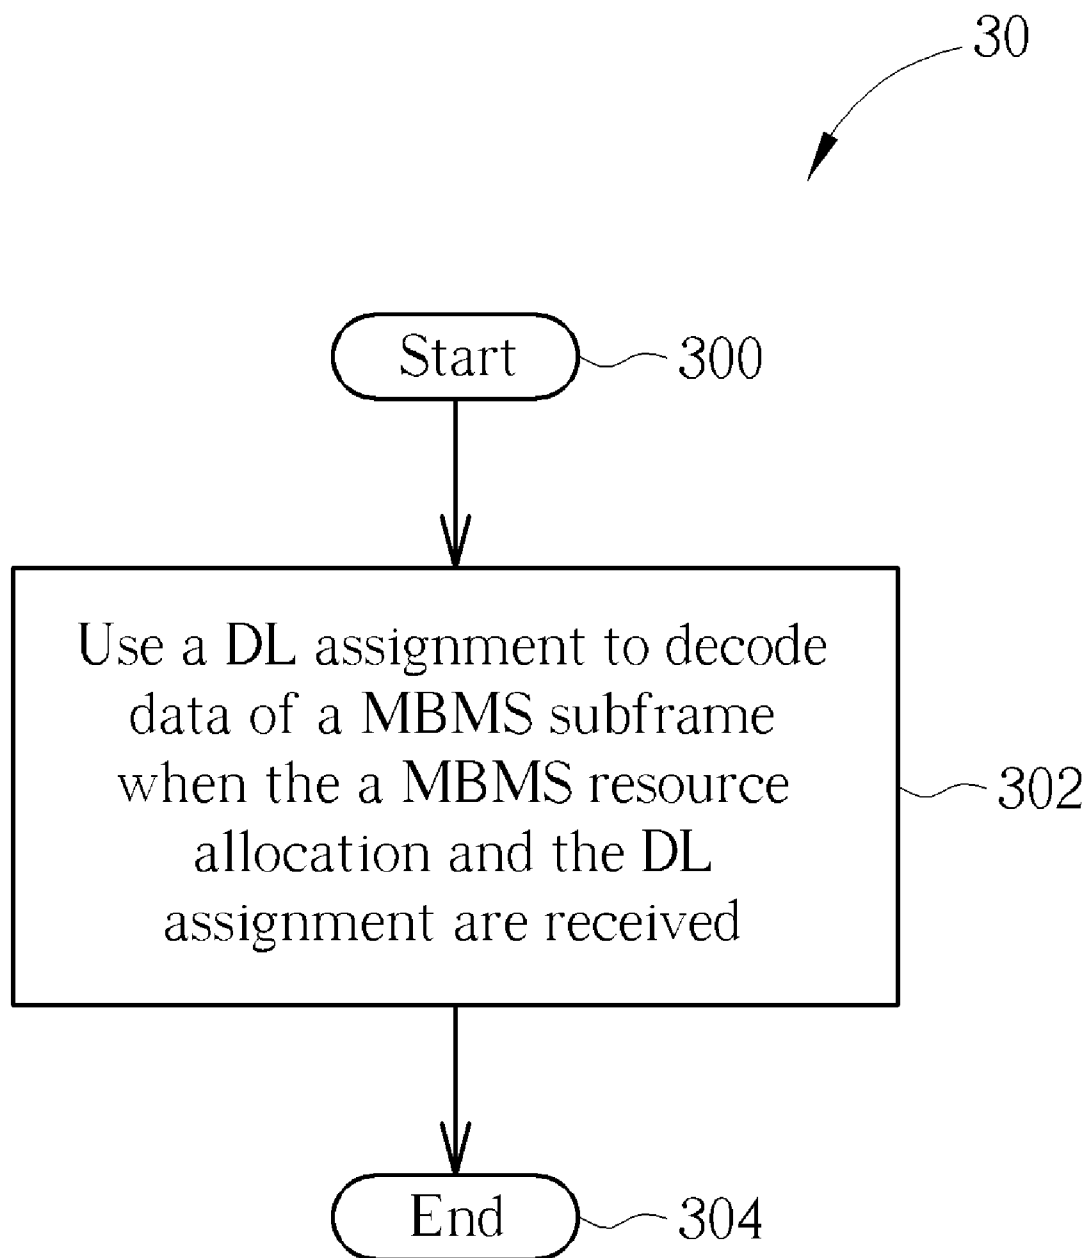 30
Start
300
Use a DL assignment to decode
data of a MBMS subframe
when the a MBMS resource
allocation and the DL
assignment are received
302
End
304